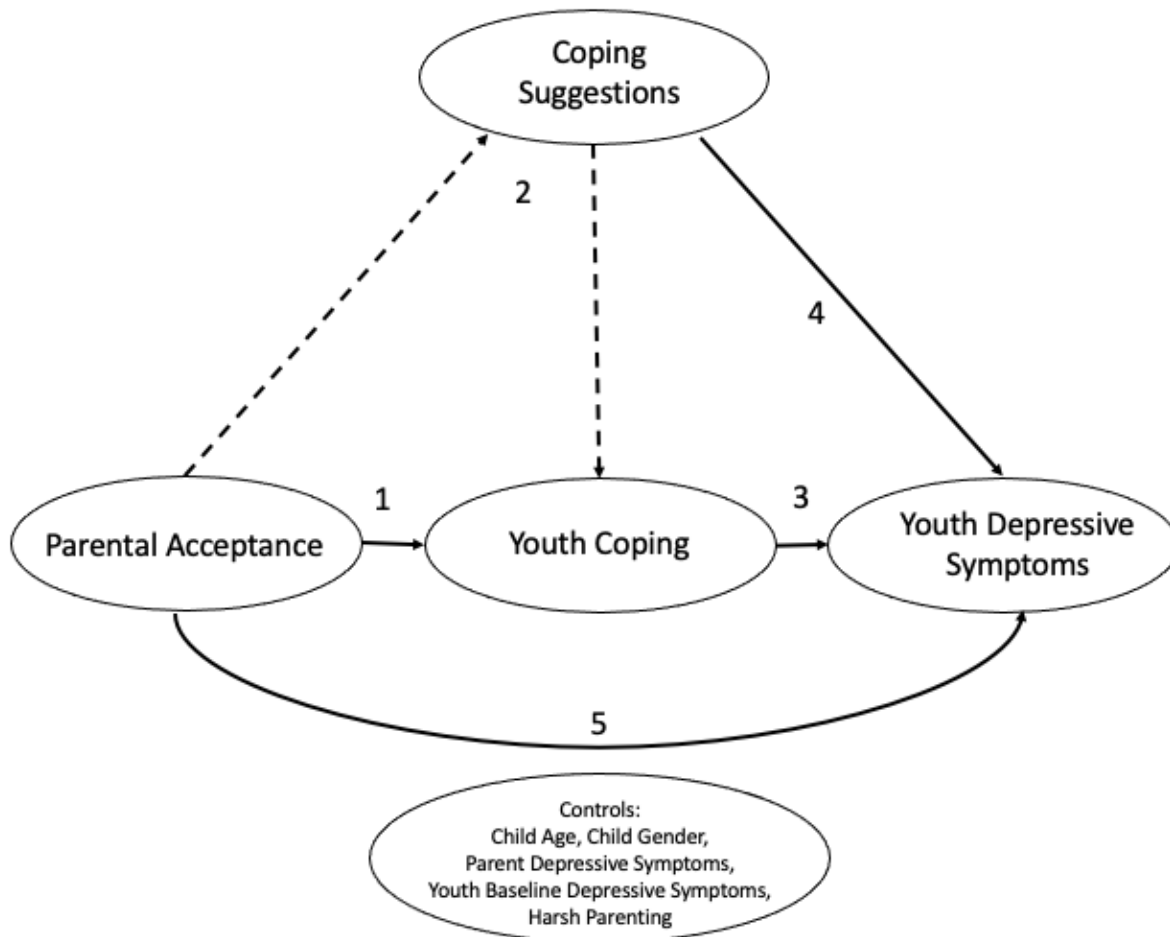 Coping
Suggestions
2
4
1
3
Parental Acceptance
Youth Coping
Youth Depressive
Symptoms
5
Controls:
Child Age, Child Gender,
Parent Depressive Symptoms,
Youth Baseline Depressive Symptoms,
Harsh Parenting